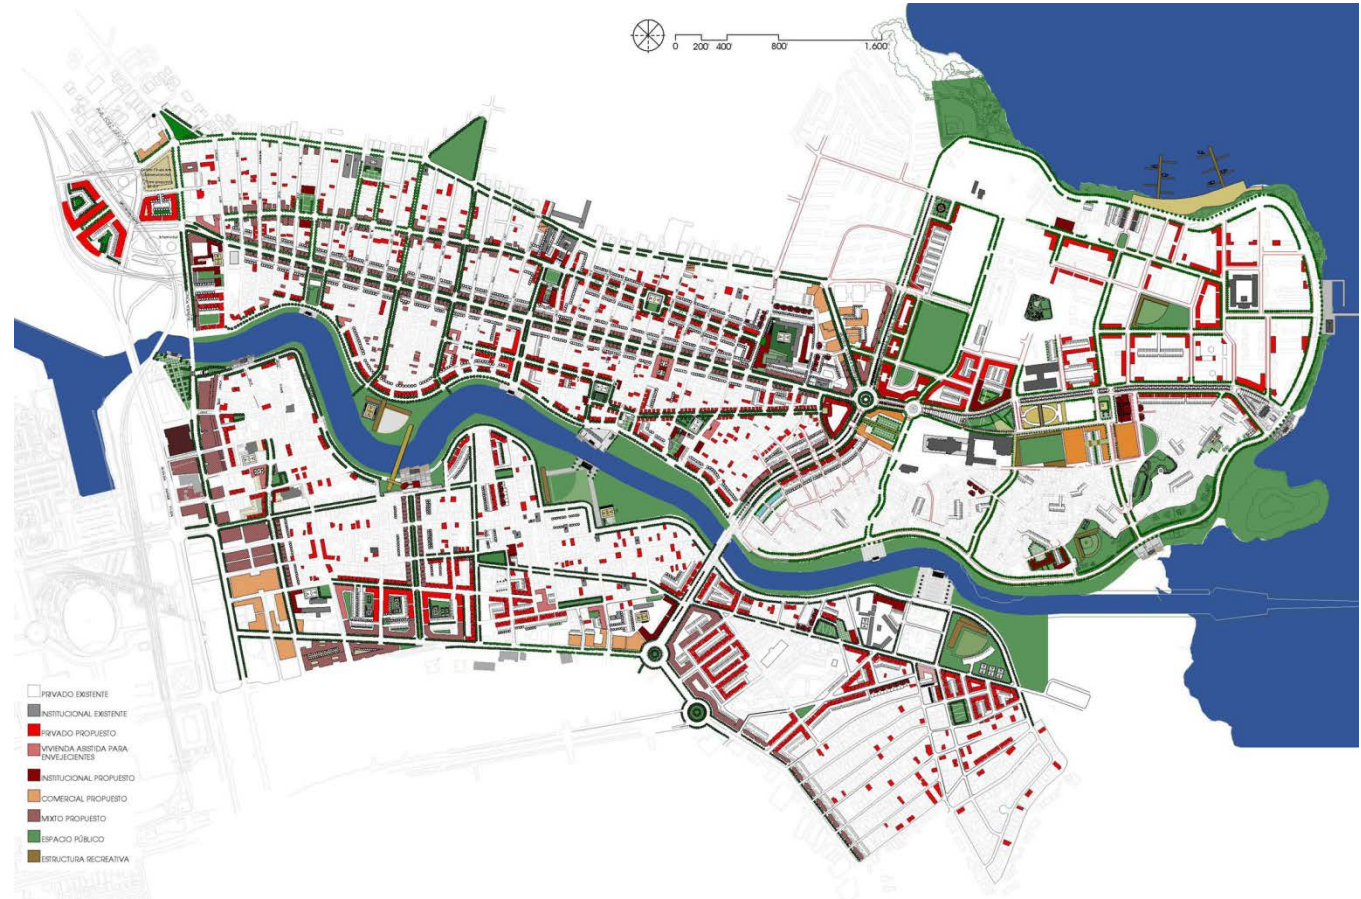 0 200' 400' 800' 1,600'
PRIVADO EXISTENTE
INSTITUCIONAL EXISTENTE
PRIVADO PROPUESTO
VIVIENDA ASISTIDA PARA
ENVEJECIENTES
INSTITUCIONAL PROPUESTO
COMERCIAL PROPUESTO
MIXTO PROPUESTO
ESPACIO PÚBLICO
ESTRUCTURA RECREATIVA